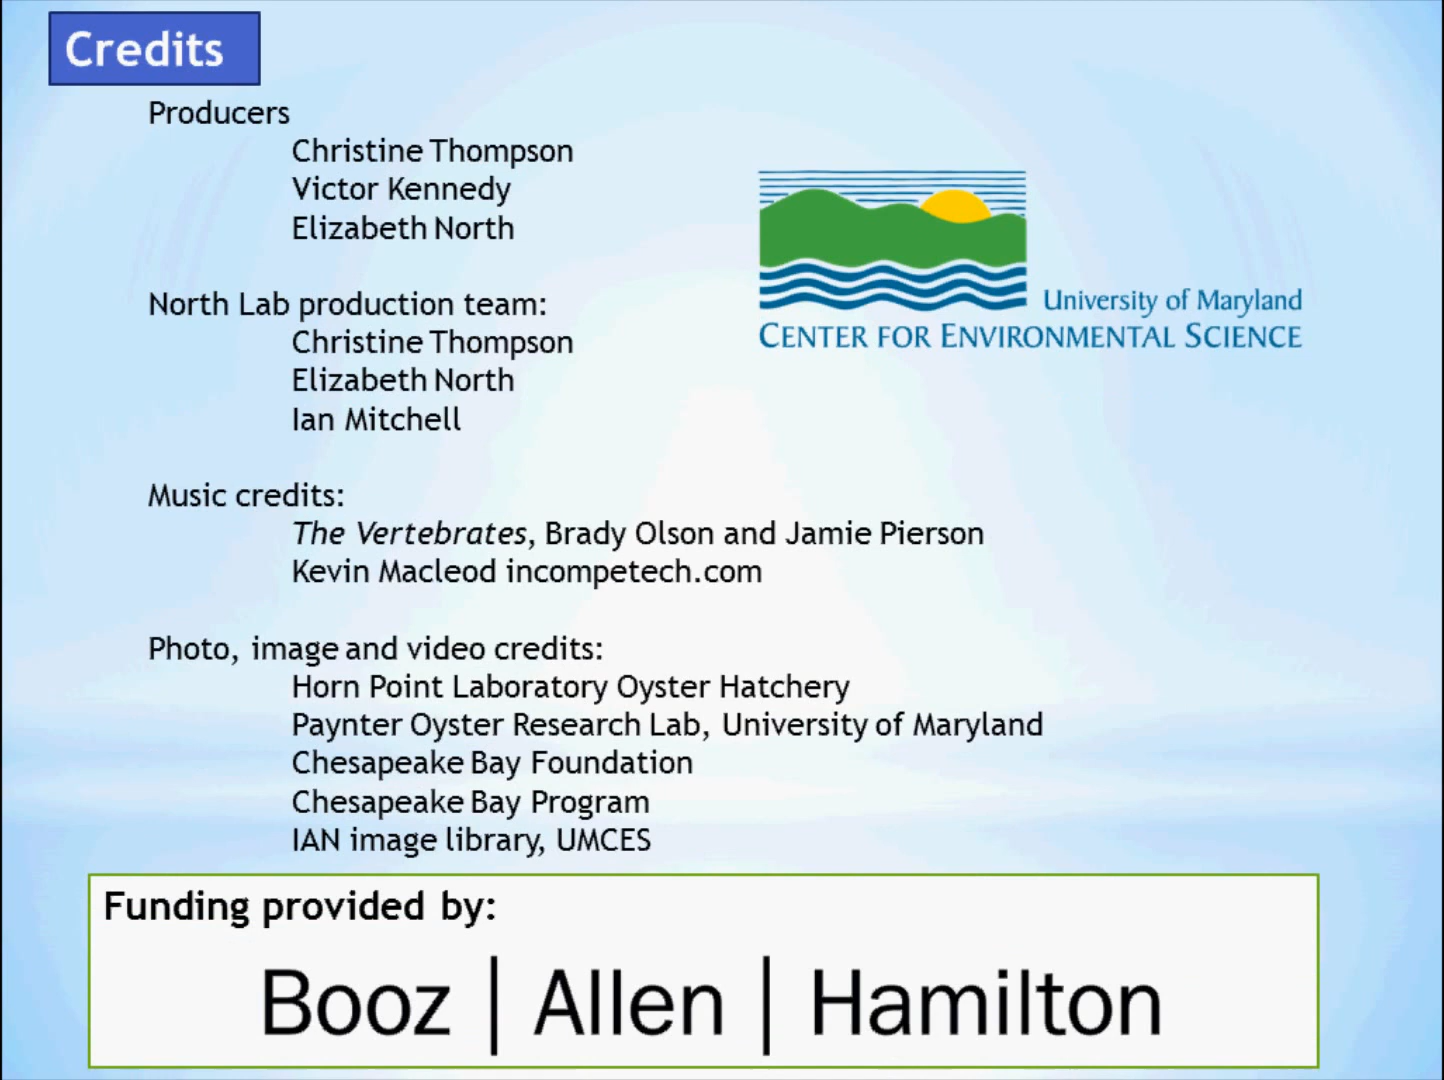 Credits
Producers
Christine Thompson
Victor Kennedy
Elizabeth North
University of Maryland
CENTER FOR ENVIRONMENTAL SCIENCE
North Lab production team:
Christine Thompson
Elizabeth North
Ian Mitchell
Music credits:
The Vertebrates, Brady Olson and Jamie Pierson
Kevin Macleod incompetech.com
Photo, image and video credits:
Horn Point Laboratory Oyster Hatchery
Paynter Oyster Research Lab, University of Maryland
Chesapeake Bay Foundation
Chesapeake Bay Program
IAN image library, UMCES
Funding provided by:
Booz | Allen | Hamilton